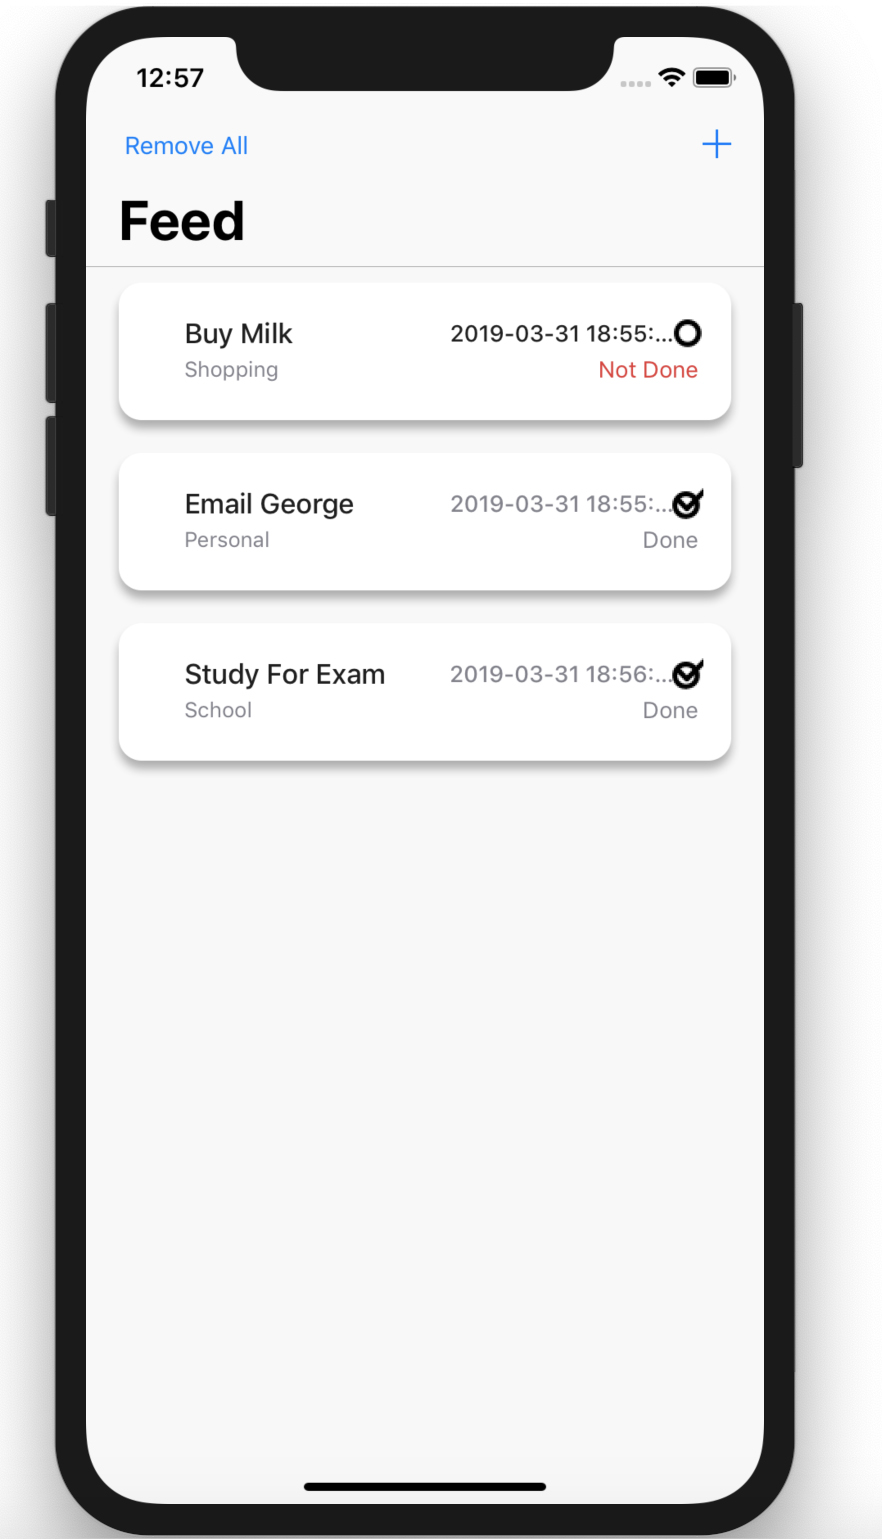 12:57
Remove All
Feed
Buy Milk 2019-03-31 18:55:...
Shopping Not Done
Email George 2019-03-31 18:55:...
Personal Done
Study For Exam 2019-03-31 18:56:...
School Done